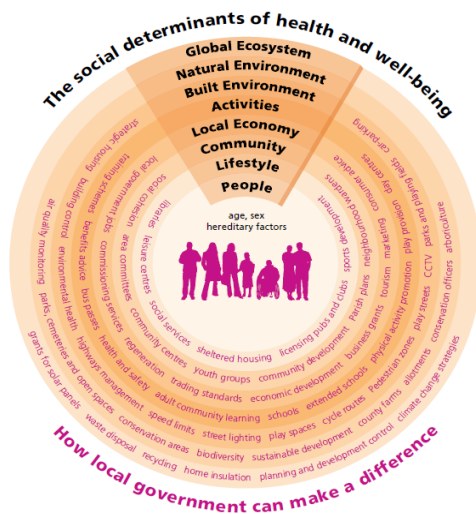 The social determinants of health and well-being
Global Ecosystem
Natural Environment
Built Environment
Activities
Local Economy
Community
Lifestyle
People
age, sex
hereditary factors
libraries leisure centres social services sheltered housing licensing pubs and clubs sports development
social cohesion area committees community centres youth groups community development Parish plans neighbourhood wardens
local government jobs commissioning services regeneration trading standards economic development business grants tourism marketing consumer advice
training schemes benefits advice bus passes health and safety adult community learning schools extended schools physical activity promotion play provision day centres
strategic housing building control environmental health highways management speed limits street lighting play spaces cycle routes Pedestrian zones play streets CCTV parks and playing fields car-parking
air quality monitoring parks, cemeteries and open spaces conservation areas biodiversity sustainable development county farms allotments conservation officers arboriculture
grants for solar panels waste disposal recycling home insulation planning and development control climate change strategies
How local government can make a difference